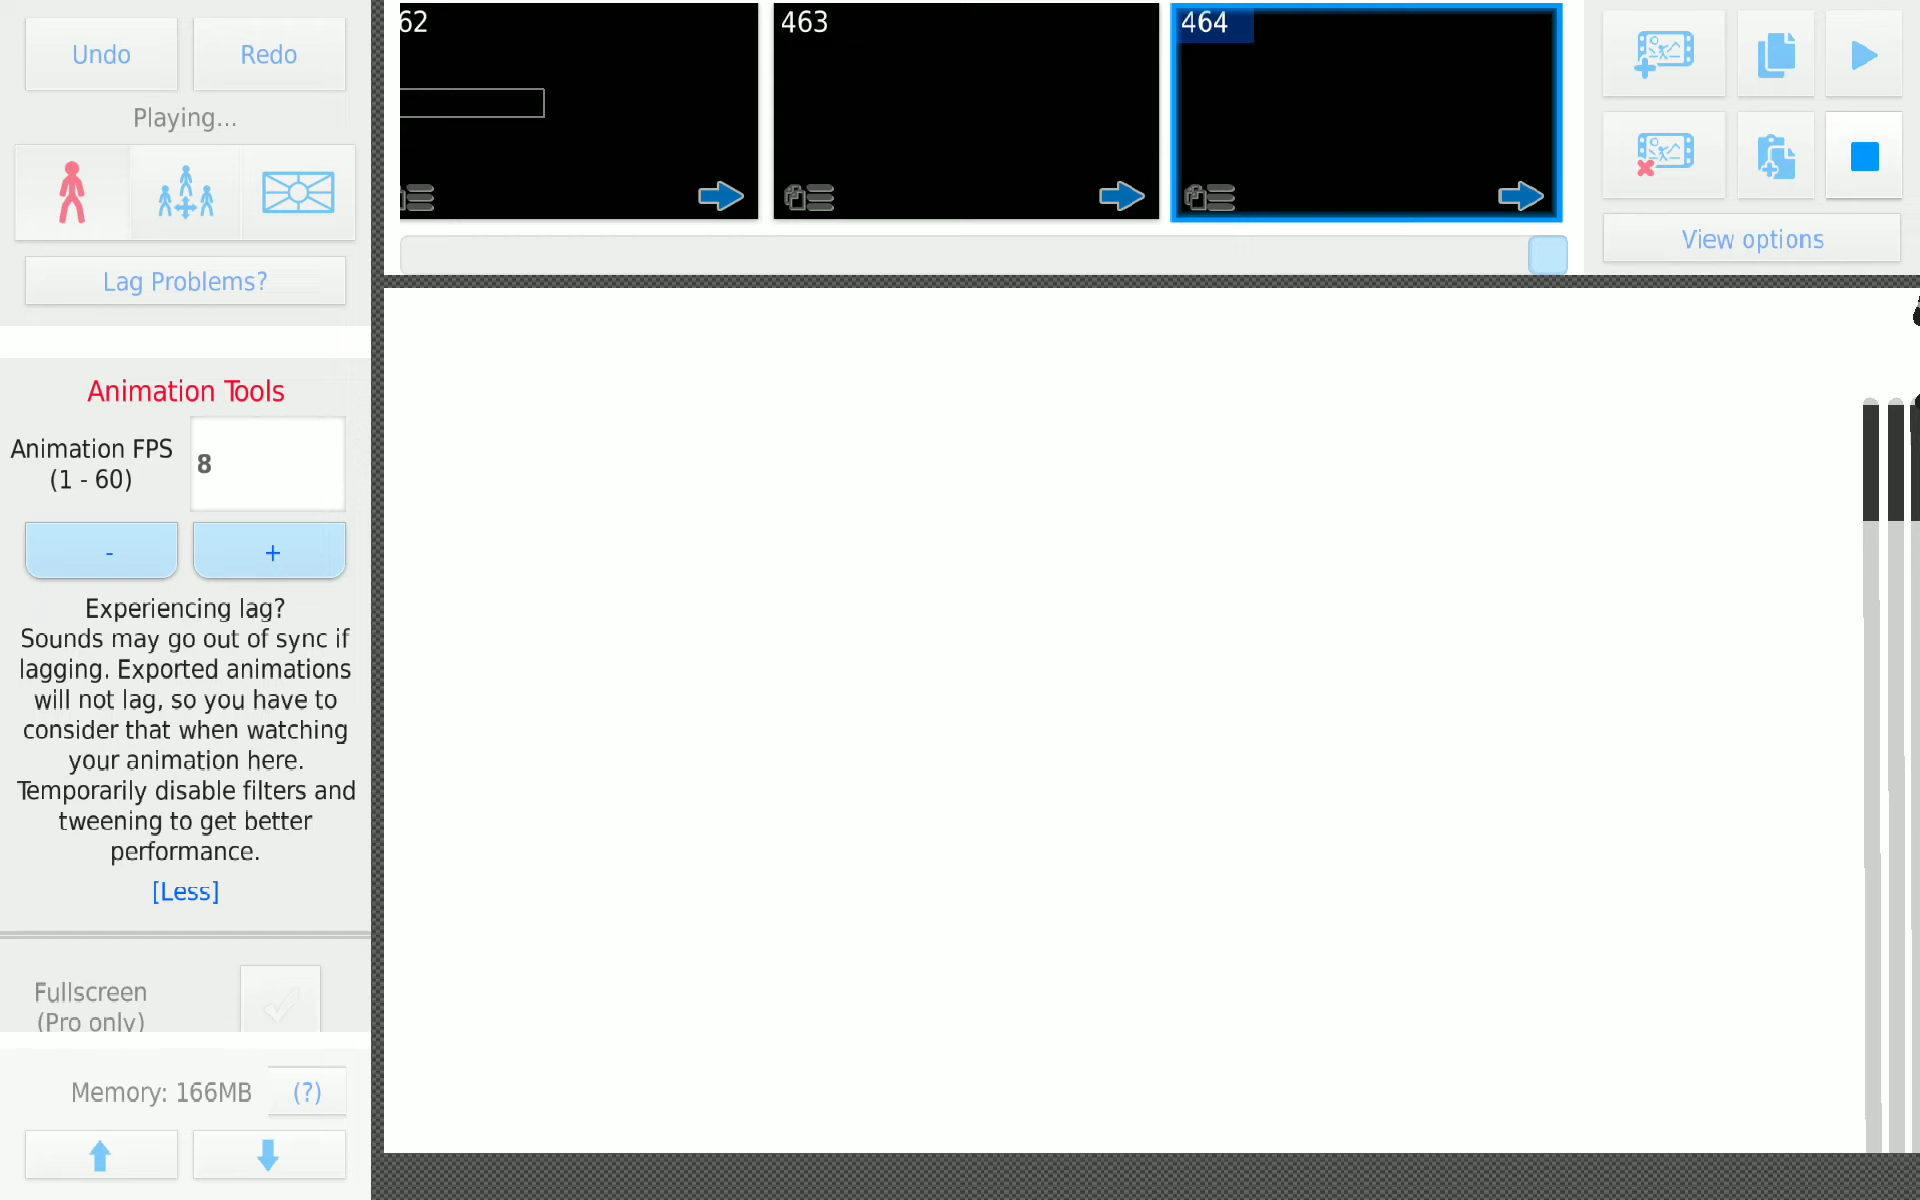 Undo
Redo
Playing...
Lag Problems?
Animation Tools
Animation FPS
(1 - 60)
8
-
+
Experiencing lag?
Sounds may go out of sync if
lagging. Exported animations
will not lag, so you have to
consider that when watching
your animation here.
Temporarily disable filters and
tweening to get better
performance.
[Less]
Fullscreen
(Pro only)
Memory: 166MB
(?)
62
463
464
View options